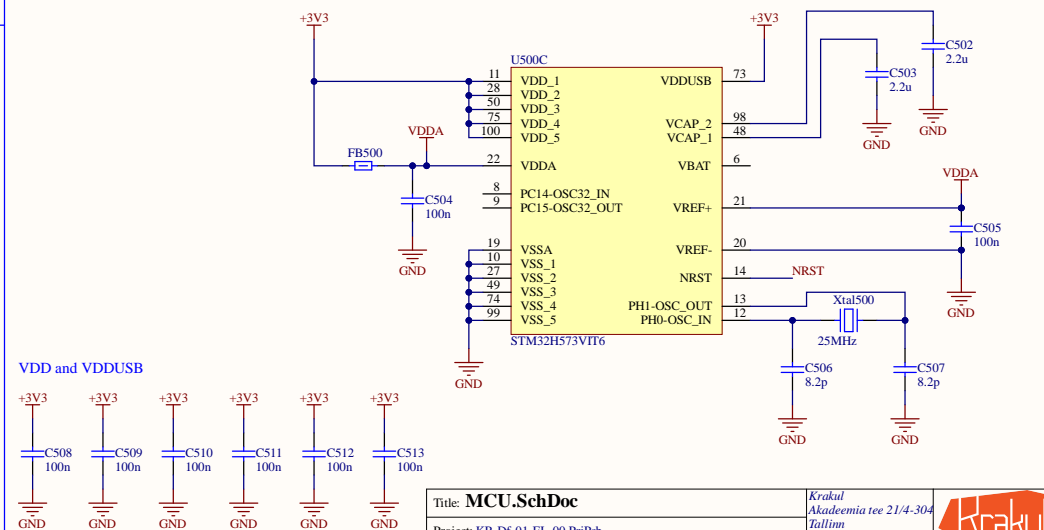 +3V3
+3V3
U500C
C502
2.2u
C503
2.2u
GND
GND
11 VDD_1
28 VDD_2
50 VDD_3
75 VDD_4
100 VDD_5
VDDUSB 73
VCAP_2 98
VCAP_1 48
VDDA
FB500
22 VDDA
VBAT 6
C504
100n
GND
8 PC14-OSC32_IN
9 PC15-OSC32_OUT
VREF+ 21
VDDA
C505
100n
GND
19 VSSA
10 VSS_1
27 VSS_2
49 VSS_3
74 VSS_4
99 VSS_5
VREF- 20
NRST 14 NRST
PH1-OSC_OUT 13
PH0-OSC_IN 12
Xtal500
25MHz
STM32H573VIT6
GND
C506
8.2p
GND
C507
8.2p
GND
VDD and VDDUSB
+3V3 +3V3 +3V3 +3V3 +3V3 +3V3
C508 C509 C510 C511 C512 C513
100n 100n 100n 100n 100n 100n
GND GND GND GND GND GND
Title: MCU.SchDoc
Krakul
Akadeemia tee 21/4-304
Tallinn
Kraku